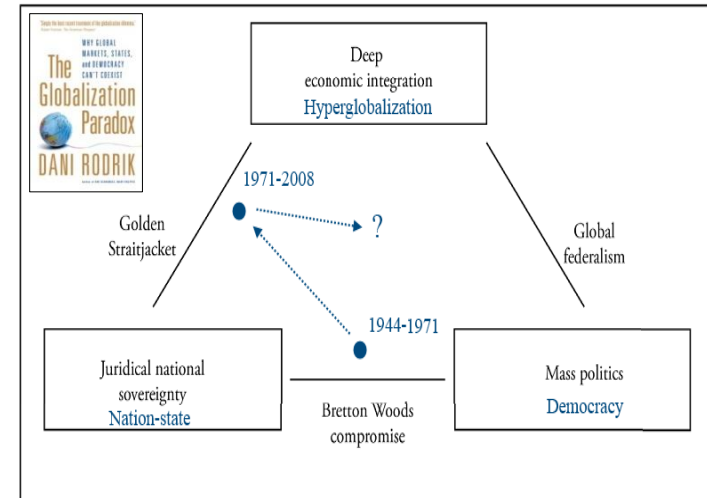 WHY GLOBAL
MARKETS, STATES,
and DEMOCRACY
CAN'T COEXIST
The
Globalization
Paradox
DANI RODRIK
Deep
economic integration
Hyperglobalization
1971-2008
?
Golden
Straitjacket
Global
federalism
1944-1971
Juridical national
sovereignty
Nation-state
Bretton Woods
compromise
Mass politics
Democracy